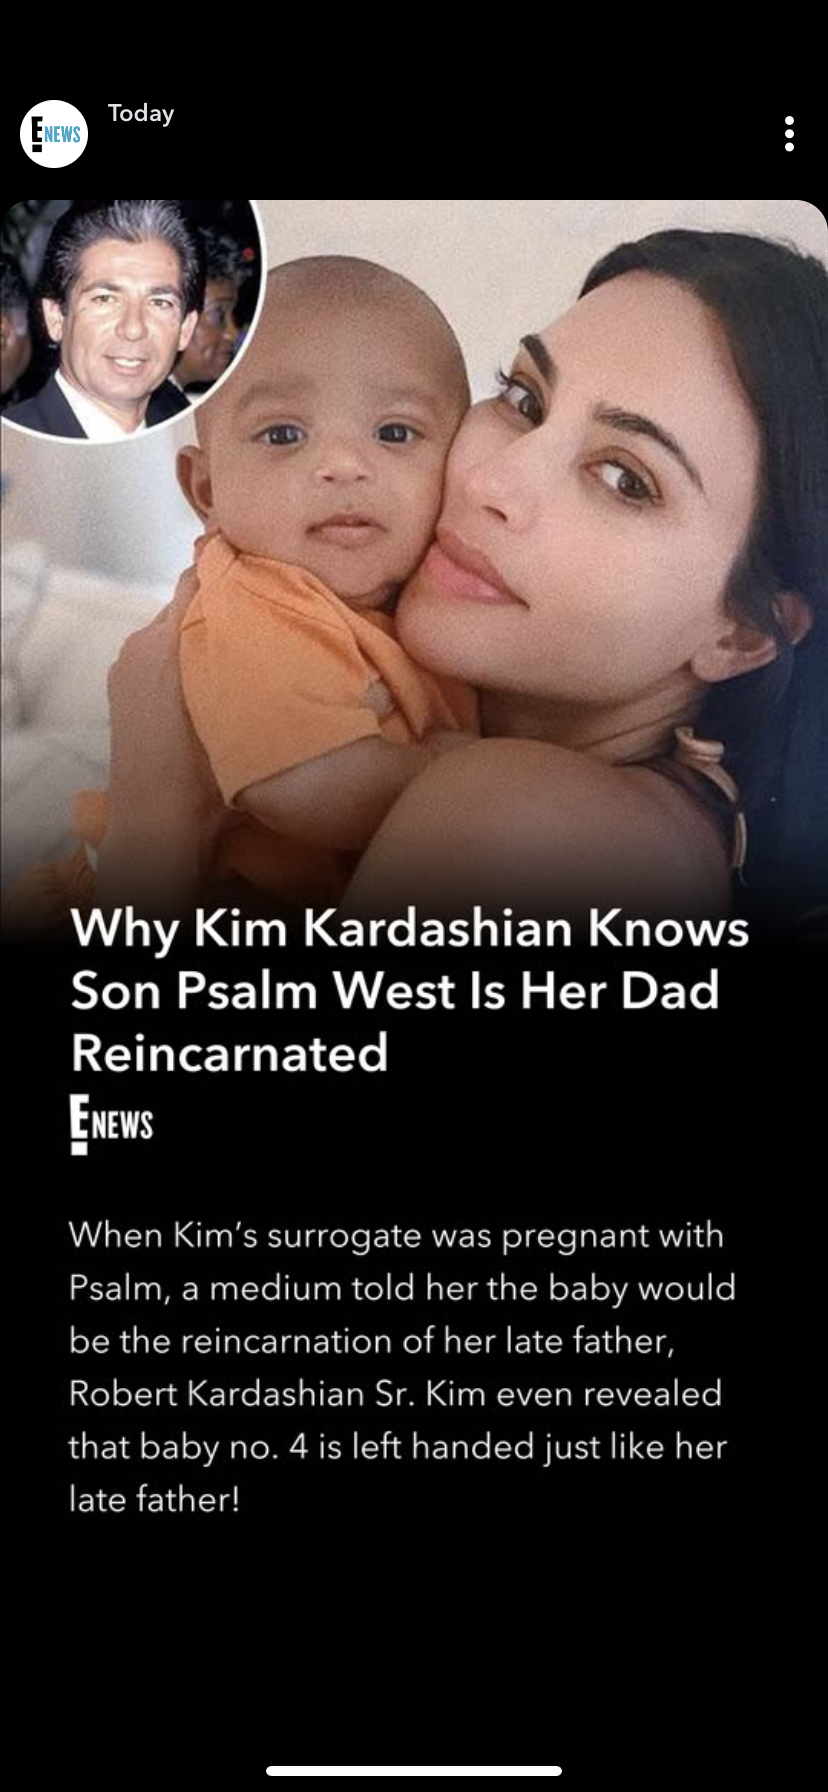 E NEWS
Today
Why Kim Kardashian Knows
Son Psalm West Is Her Dad
Reincarnated
E NEWS
When Kim’s surrogate was pregnant with
Psalm, a medium told her the baby would
be the reincarnation of her late father,
Robert Kardashian Sr. Kim even revealed
that baby no. 4 is left handed just like her
late father!